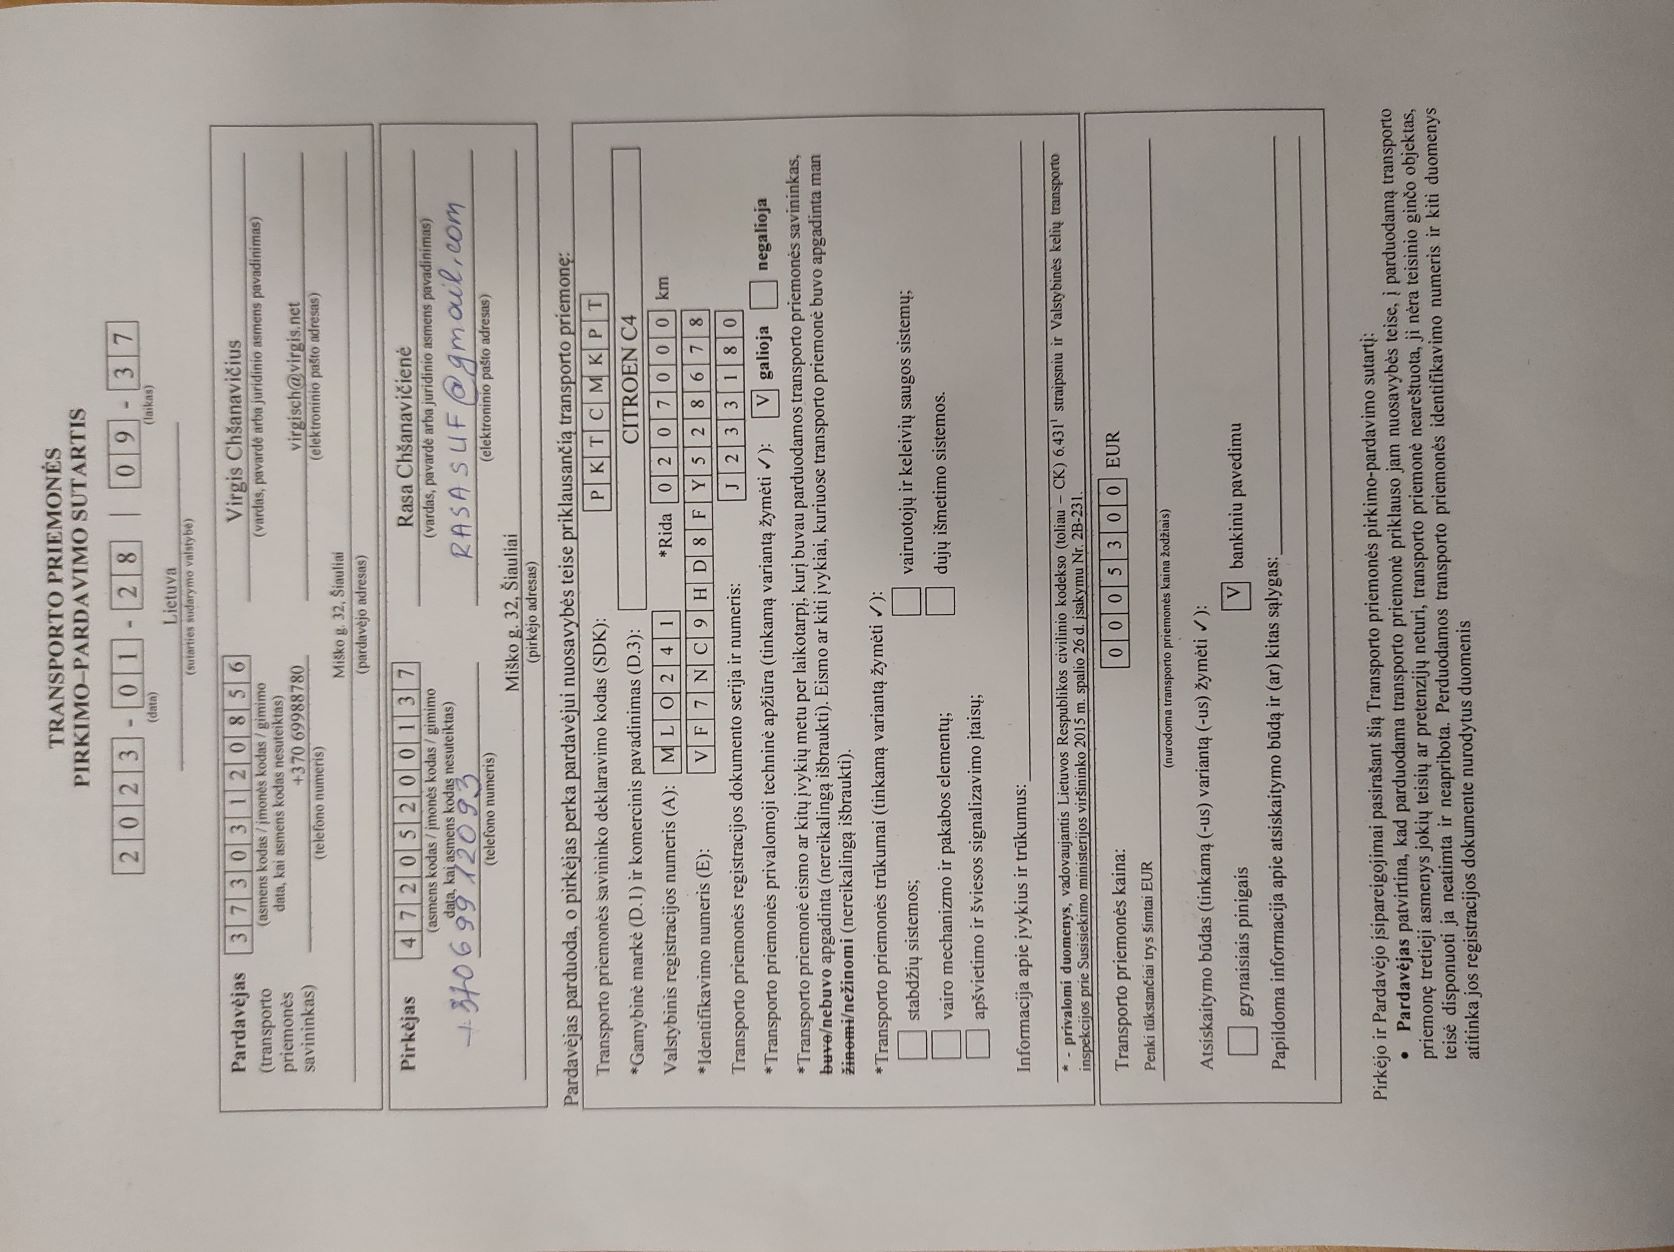 TRANSPORTO PRIEMONĖS
PIRKIMO–PARDAVIMO SUTARTIS
2023 - 01 - 28 | 09 - 37
(data) (laikas)
Lietuva
(sutarties sudarymo valstybė)
Pardavėjas 37303120856 Virgis Chšanavičius
(transporto priemonės savininkas) (asmens kodas / įmonės kodas / gimimo data, kai asmens kodas nesuteiktas) (vardas, pavardė arba juridinio asmens pavadinimas)
+370 69988780 virgisch@virgis.net
(telefono numeris) (elektroninio pašto adresas)
Miško g. 32, Šiauliai
(pardavėjo adresas)
Pirkėjas 47205200137 Rasa Chšanavičienė
(asmens kodas / įmonės kodas / gimimo data, kai asmens kodas nesuteiktas) (vardas, pavardė arba juridinio asmens pavadinimas)
+37069912093 RASASUF@gmail.com
(telefono numeris) (elektroninio pašto adresas)
Miško g. 32, Šiauliai
(pirkėjo adresas)
Pardavėjas parduoda, o pirkėjas perka pardavėjui nuosavybės teise priklausančią transporto priemonę:
Transporto priemonės savininko deklaravimo kodas (SDK): PKTCMKPT
*Gamybinė markė (D.1) ir komercinis pavadinimas (D.3): CITROEN C4
Valstybinis registracijos numeris (A): MLO241 *Rida 0207000 km
*Identifikavimo numeris (E): VF7NC9HD8FY528678
Transporto priemonės registracijos dokumento serija ir numeris: J233180
*Transporto priemonės privalomoji techninė apžiūra (tinkamą variantą žymėti ✓): V galioja negalioja
*Transporto priemonė eismo ar kitų įvykių metu per laikotarpį, kurį buvau parduodamos transporto priemonės savininkas,
buvo/nebuvo apgadinta (nereikalingą išbraukti). Eismo ar kiti įvykiai, kuriuose transporto priemonė buvo apgadinta man
žinomi/nežinomi (nereikalingą išbraukti).
*Transporto priemonės trūkumai (tinkamą variantą žymėti ✓):
stabdžių sistemos; vairuotojų ir keleivių saugos sistemų;
vairo mechanizmo ir pakabos elementų; dujų išmetimo sistemos.
apšvietimo ir šviesos signalizavimo įtaisų;
Informacija apie įvykius ir trūkumus:
* - privalomi duomenys, vadovaujantis Lietuvos Respublikos civilinio kodekso (toliau – CK) 6.431¹ straipsniu ir Valstybinės kelių transporto
inspekcijos prie Susisiekimo ministerijos viršininko 2015 m. spalio 26 d. įsakymu Nr. 2B-231.
Transporto priemonės kaina: 0005300 EUR
Penki tūkstančiai trys šimtai EUR
(nurodoma transporto priemonės kaina žodžiais)
Atsiskaitymo būdas (tinkamą (-us) variantą (-us) žymėti ✓):
grynaisiais pinigais V bankiniu pavedimu
Papildoma informacija apie atsiskaitymo būdą ir (ar) kitas sąlygas:
Pirkėjo ir Pardavėjo įsipareigojimai pasirašant šią Transporto priemonės pirkimo-pardavimo sutartį:
• Pardavėjas patvirtina, kad parduodama transporto priemonė priklauso jam nuosavybės teise, į parduodamą transporto
priemonę tretieji asmenys jokių teisių ar pretenzijų neturi, transporto priemonė neareštuota, ji nėra teisinio ginčo objektas,
teisė disponuoti ja neatimta ir neapribota. Perduodamos transporto priemonės identifikavimo numeris ir kiti duomenys
atitinka jos registracijos dokumente nurodytus duomenis